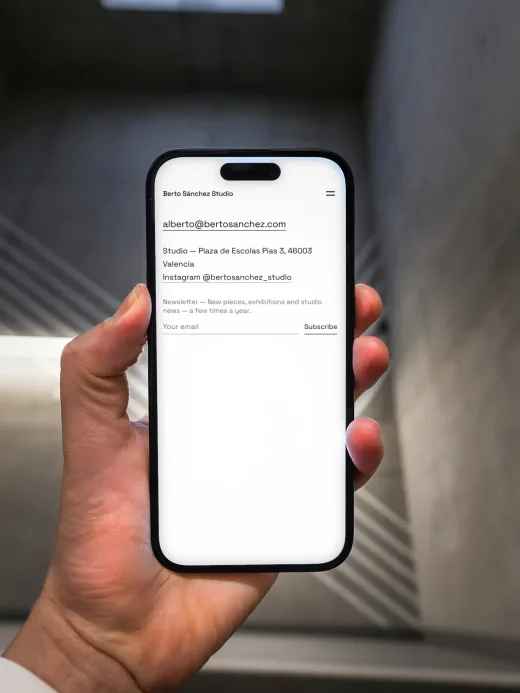 Berto Sánchez Studio
alberto@bertosanchez.com
Studio — Plaza de Escolas Pias 3, 46003
Valencia
Instagram @bertosanchez_studio
Newsletter — New pieces, exhibitions and studio
news — a few times a year.
Your email Subscribe